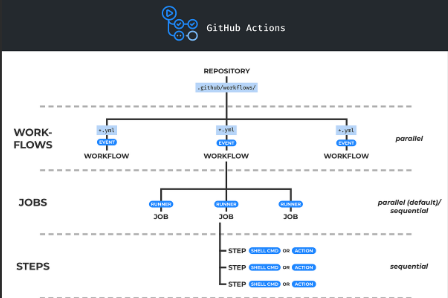 GitHub Actions
REPOSITORY
.github/workflows/
WORK-
FLOWS
*.yml *.yml *.yml
EVENT EVENT EVENT
WORKFLOW WORKFLOW WORKFLOW
parallel
JOBS
RUNNER RUNNER RUNNER
JOB JOB JOB
parallel (default)/
sequential
STEPS
STEP SHELL CMD OR ACTION
STEP SHELL CMD OR ACTION
STEP SHELL CMD OR ACTION
sequential